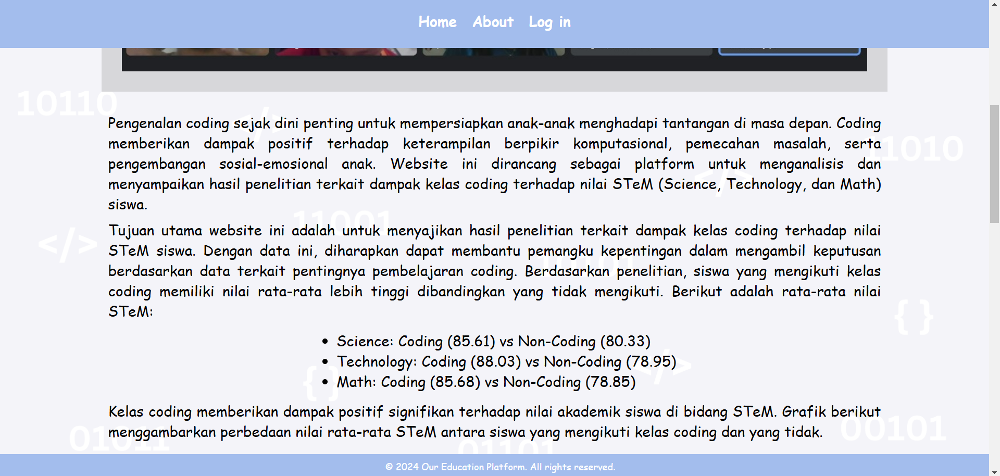 Home About Log in
10110
</>
Pengenalan coding sejak dini penting untuk mempersiapkan anak-anak menghadapi tantangan di masa depan. Coding
memberikan dampak positif terhadap keterampilan berpikir komputasional, pemecahan masalah, serta
11010
pengembangan sosial-emosional anak. Website ini dirancang sebagai platform untuk menganalisis dan
</>
menyampaikan hasil penelitian terkait dampak kelas coding terhadap nilai STeM (Science, Technology, dan Math)
siswa.
11001
Tujuan utama website ini adalah untuk menyajikan hasil penelitian terkait dampak kelas coding terhadap nilai
</>
STeM siswa. Dengan data ini, diharapkan dapat membantu pemangku kepentingan dalam mengambil keputusan
10101
berdasarkan data terkait pentingnya pembelajaran coding. Berdasarkan penelitian, siswa yang mengikuti kelas
coding memiliki nilai rata-rata lebih tinggi dibandingkan yang tidak mengikuti. Berikut adalah rata-rata nilai
STeM:
{ }
• Science: Coding (85.61) vs Non-Coding (80.33)
• Technology: Coding (88.03) vs Non-Coding (78.95)
</>
{ }
• Math: Coding (85.68) vs Non-Coding (78.85)
Kelas coding memberikan dampak positif signifikan terhadap nilai akademik siswa di bidang STeM. Grafik berikut
menggambarkan perbedaan nilai rata-rata STeM antara siswa yang mengikuti kelas coding dan yang tidak.
00101
01011
01101
© 2024 Our Education Platform. All rights reserved.